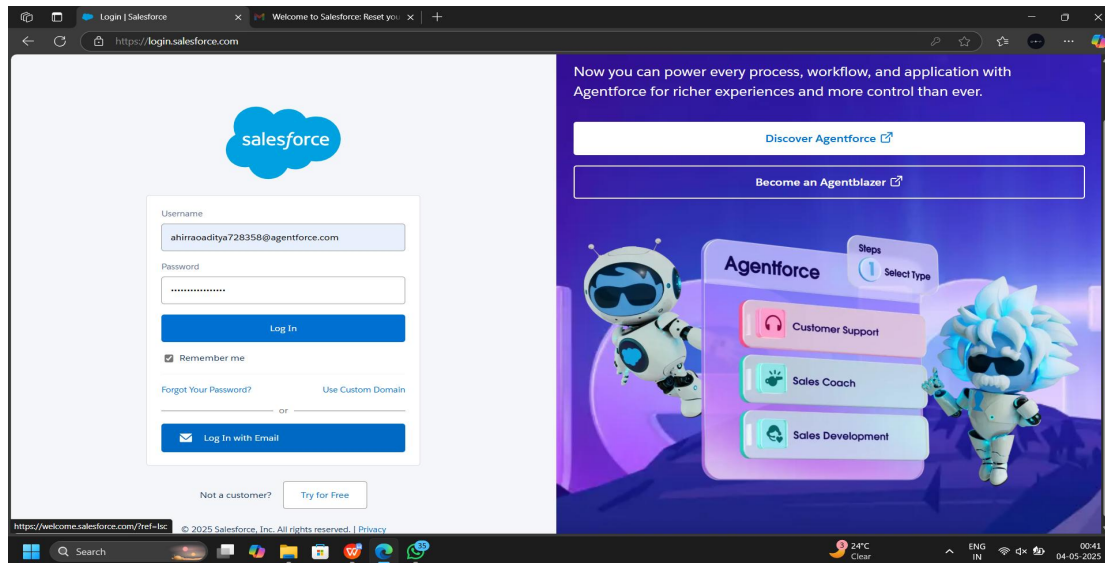 Login | Salesforce
Welcome to Salesforce: Reset you
https://login.salesforce.com
salesforce
Username
ahirraoaditya728358@agentforce.com
Password
Log In
Remember me
Forgot Your Password?
Use Custom Domain
or
Log In with Email
Not a customer?
Try for Free
© 2025 Salesforce, Inc. All rights reserved. | Privacy
https://welcome.salesforce.com/?ref=lsc
Now you can power every process, workflow, and application with
Agentforce for richer experiences and more control than ever.
Discover Agentforce
Become an Agentblazer
Agentforce
Steps
1
Select Type
Customer Support
Sales Coach
Sales Development
Search
35
3
24°C
Clear
ENG
IN
00:41
04-05-2025